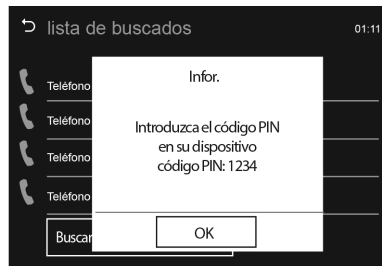 lista de buscados
01:11
Infor.
Teléfono
Teléfono
Teléfono
Teléfono
Introduzca el código PIN
en su dispositivo
código PIN: 1234
Buscar
OK